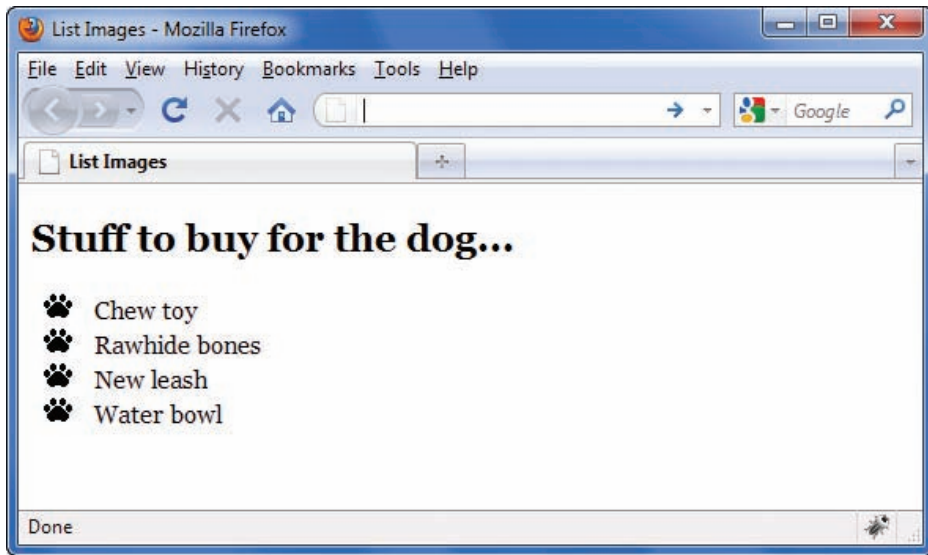 List Images - Mozilla Firefox
File Edit View History Bookmarks Tools Help
Google
List Images
Stuff to buy for the dog...
Chew toy
Rawhide bones
New leash
Water bowl
Done